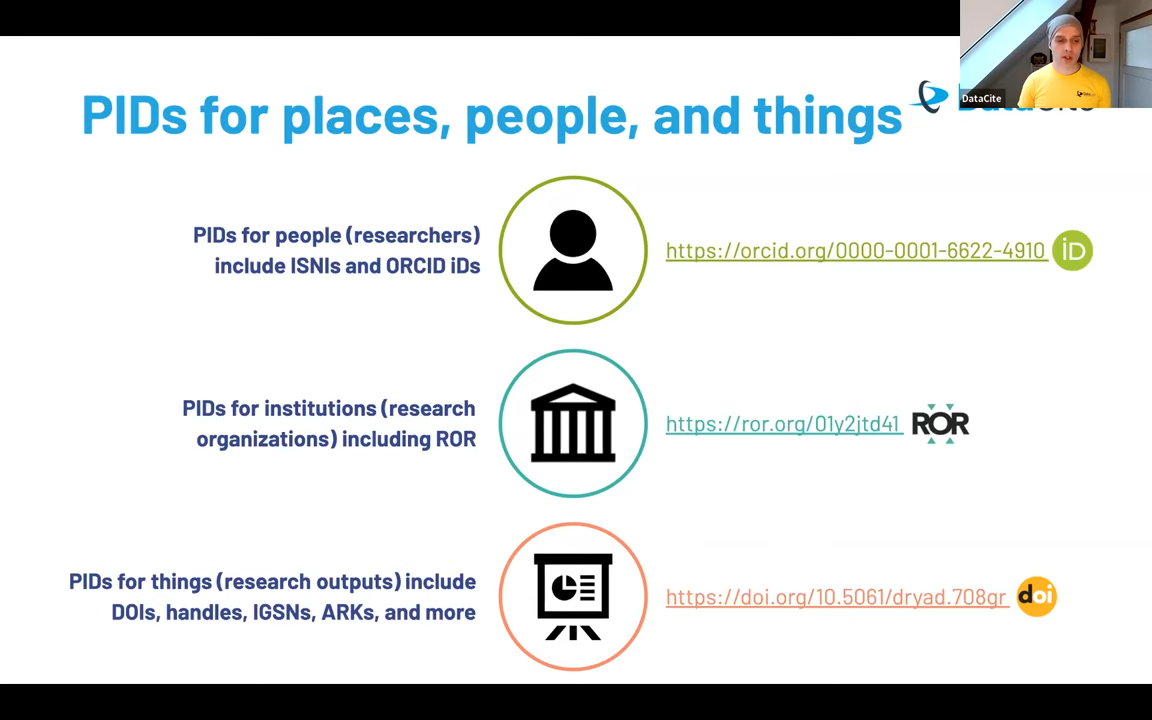 PIDs for places, people, and things
DataCite
PIDs for people (researchers)
include ISNIs and ORCID iDs
https://orcid.org/0000-0001-6622-4910
iD
PIDs for institutions (research
organizations) including ROR
https://ror.org/01y2jtd41
ROR
PIDs for things (research outputs) include
DOIs, handles, IGSNs, ARKs, and more
https://doi.org/10.5061/dryad.708gr
doi